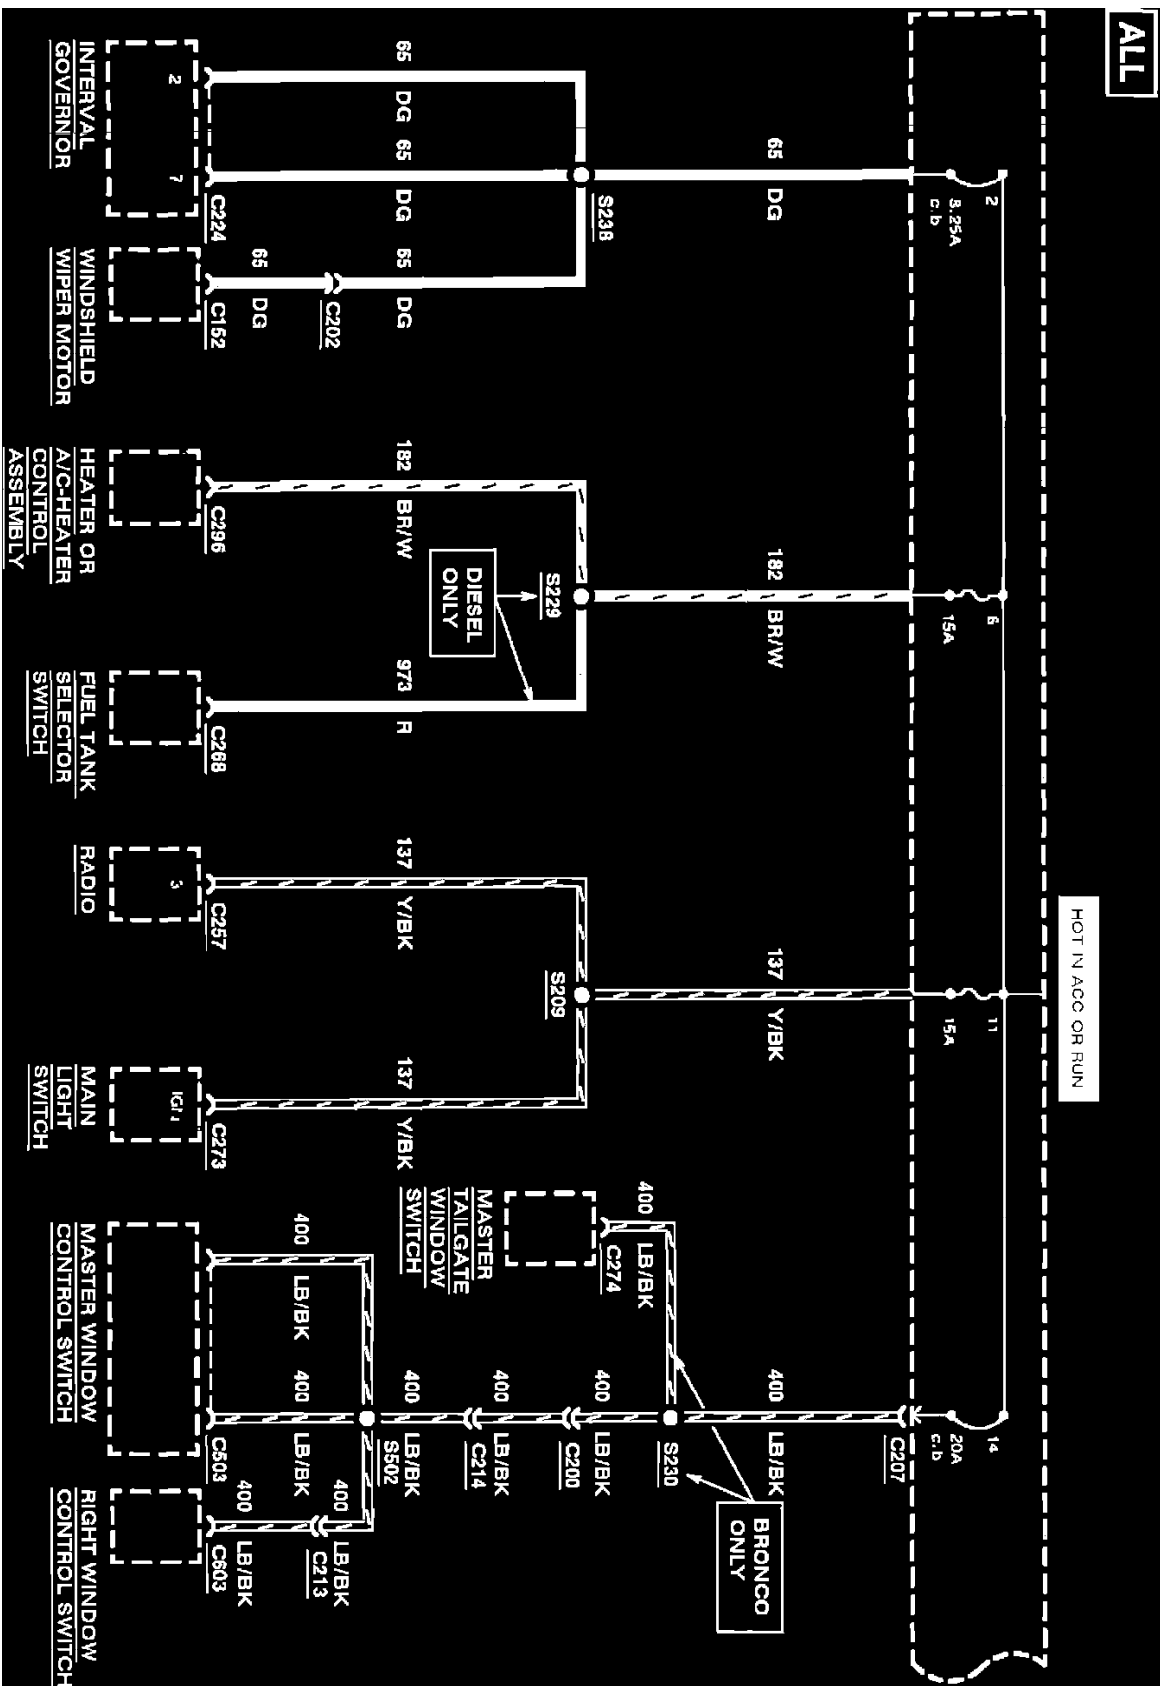 ALL
HOT IN ACC OR RUN
2
8.25A
c.b
6
15A
11
15A
14
20A
c.b
C207
65
DG
182
BR/W
137
Y/BK
400
LB/BK
BRONCO
ONLY
S238
S229
S209
S230
DIESEL
ONLY
400
LB/BK
C274
MASTER
TAILGATE
WINDOW
SWITCH
400
LB/BK
C200
400
LB/BK
C214
400
LB/BK
S502
65
DG
65
DG
65
DG
182
BR/W
973
R
137
Y/BK
137
Y/BK
C202
65
DG
400
LB/BK
400
LB/BK
400
LB/BK
C213
400
LB/BK
C224
C152
C296
C268
C257
C273
C503
C603
2
7
3
IGN
INTERVAL
GOVERNOR
WINDSHIELD
WIPER MOTOR
HEATER OR
A/C-HEATER
CONTROL
ASSEMBLY
FUEL TANK
SELECTOR
SWITCH
RADIO
MAIN
LIGHT
SWITCH
MASTER WINDOW
CONTROL SWITCH
RIGHT WINDOW
CONTROL SWITCH